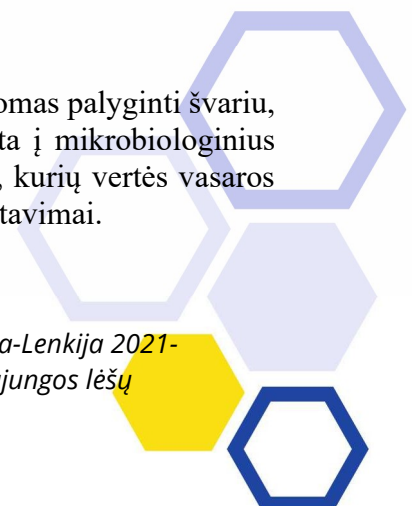 omas palyginti švariu,
ta į mikrobiologinius
, kurių vertės vasaros
tavimai.
a-Lenkija 2021-
jungos lėšų